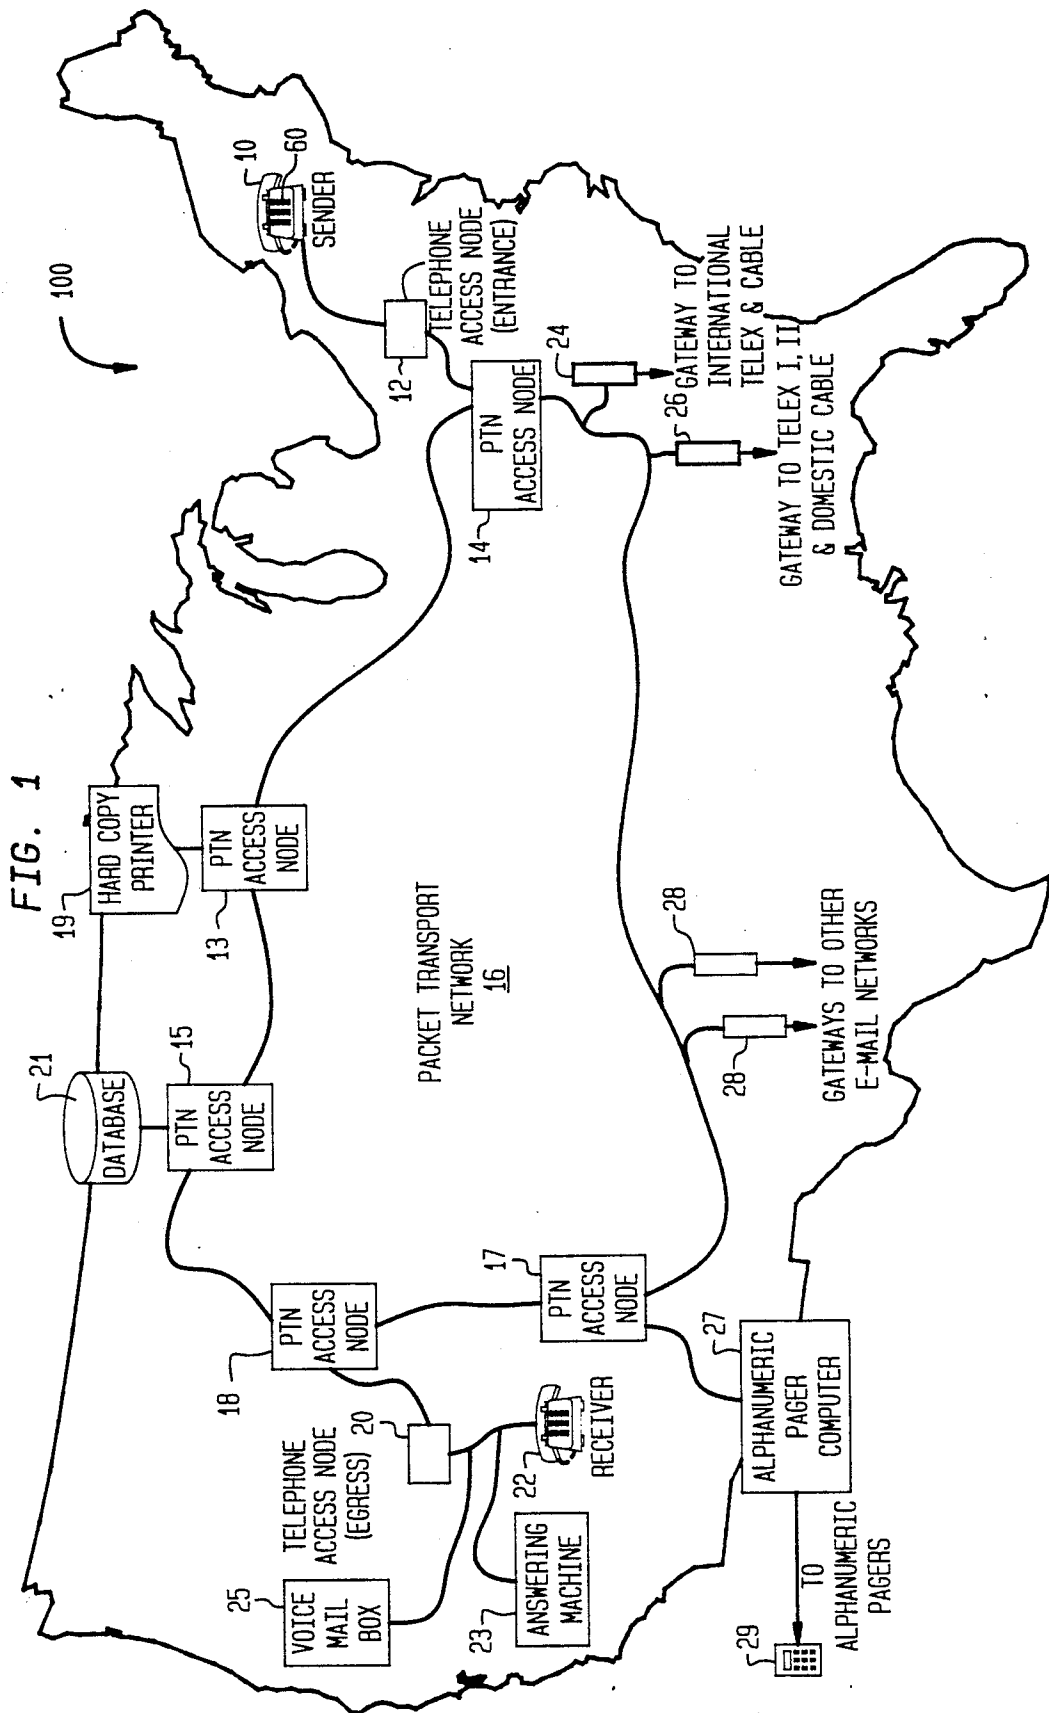 FIG. 1
100
21
DATABASE
19
HARD COPY
PRINTER
15
PTN
ACCESS
NODE
13
PTN
ACCESS
NODE
10
60
SENDER
12
TELEPHONE
ACCESS NODE
(ENTRANCE)
14
PTN
ACCESS NODE
24
GATEWAY TO
INTERNATIONAL
TELEX & CABLE
26
GATEWAY TO TELEX I, II
& DOMESTIC CABLE
PACKET TRANSPORT
NETWORK
16
18
PTN
ACCESS
NODE
17
PTN
ACCESS
NODE
TELEPHONE
ACCESS NODE
(EGRESS)
20
25
VOICE
MAIL
BOX
22
RECEIVER
23
ANSWERING
MACHINE
28
28
GATEWAYS TO OTHER
E-MAIL NETWORKS
27
ALPHANUMERIC
PAGER
COMPUTER
29
TO
ALPHANUMERIC
PAGERS